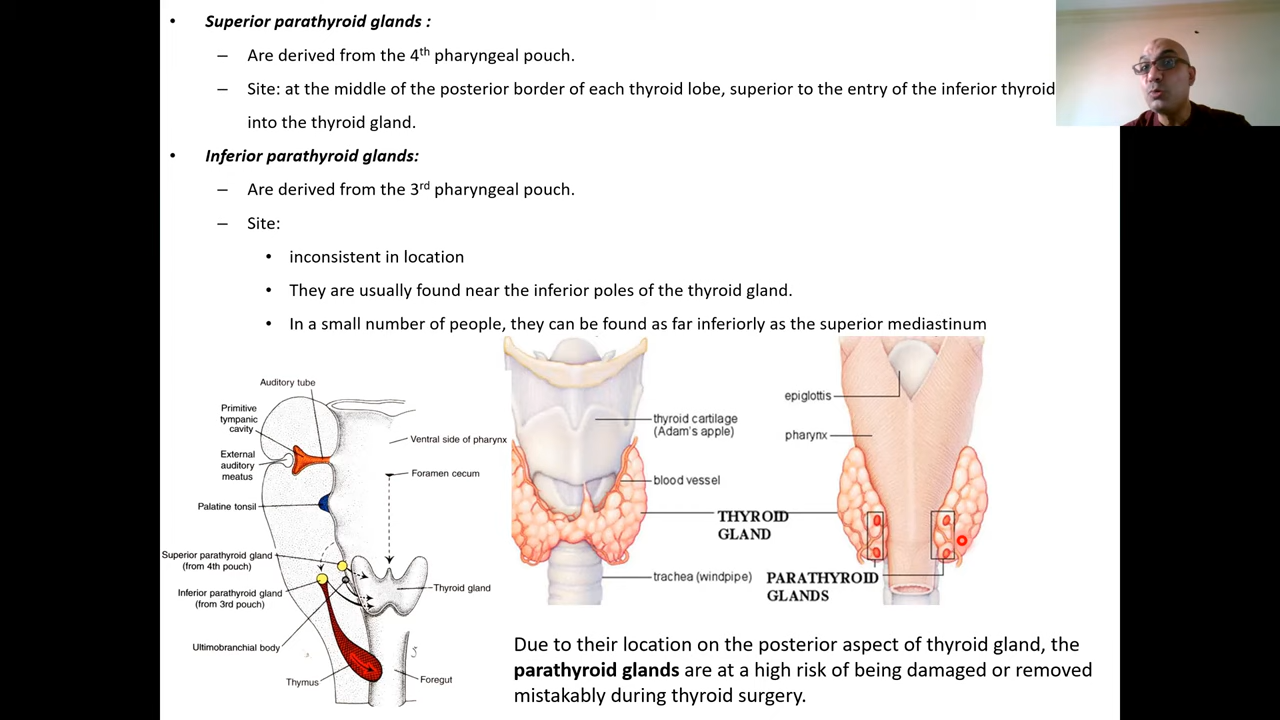 • Superior parathyroid glands :
– Are derived from the 4th pharyngeal pouch.
– Site: at the middle of the posterior border of each thyroid lobe, superior to the entry of the inferior thyroid
into the thyroid gland.
• Inferior parathyroid glands:
– Are derived from the 3rd pharyngeal pouch.
– Site:
• inconsistent in location
• They are usually found near the inferior poles of the thyroid gland.
• In a small number of people, they can be found as far inferiorly as the superior mediastinum
Auditory tube
Primitive
tympanic
cavity
External
auditory
meatus
Palatine tonsil
Superior parathyroid gland
(from 4th pouch)
Inferior parathyroid gland
(from 3rd pouch)
Ultimobranchial body
Thymus
Ventral side of pharynx
Foramen cecum
Thyroid gland
Foregut
thyroid cartilage
(Adam's apple)
blood vessel
THYROID
GLAND
trachea (windpipe)
epiglottis
pharynx
PARATHYROID
GLANDS
Due to their location on the posterior aspect of thyroid gland, the
parathyroid glands are at a high risk of being damaged or removed
mistakably during thyroid surgery.